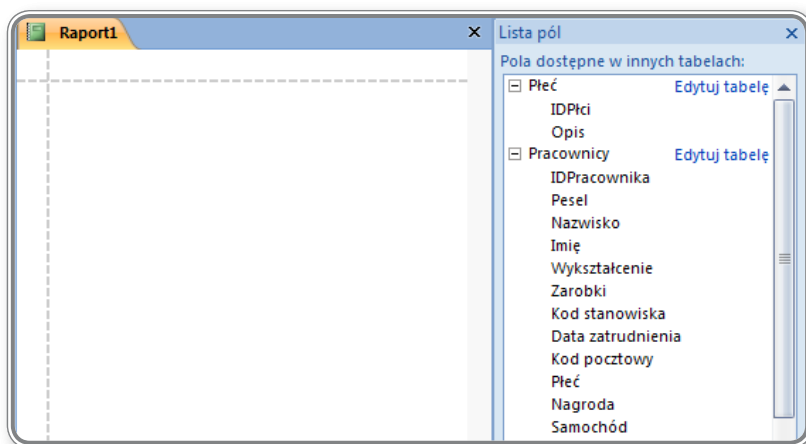 Raport1
Lista pól
Pola dostępne w innych tabelach:
Płeć Edytuj tabelę
IDPłci
Opis
Pracownicy Edytuj tabelę
IDPracownika
Pesel
Nazwisko
Imię
Wykształcenie
Zarobki
Kod stanowiska
Data zatrudnienia
Kod pocztowy
Płeć
Nagroda
Samochód